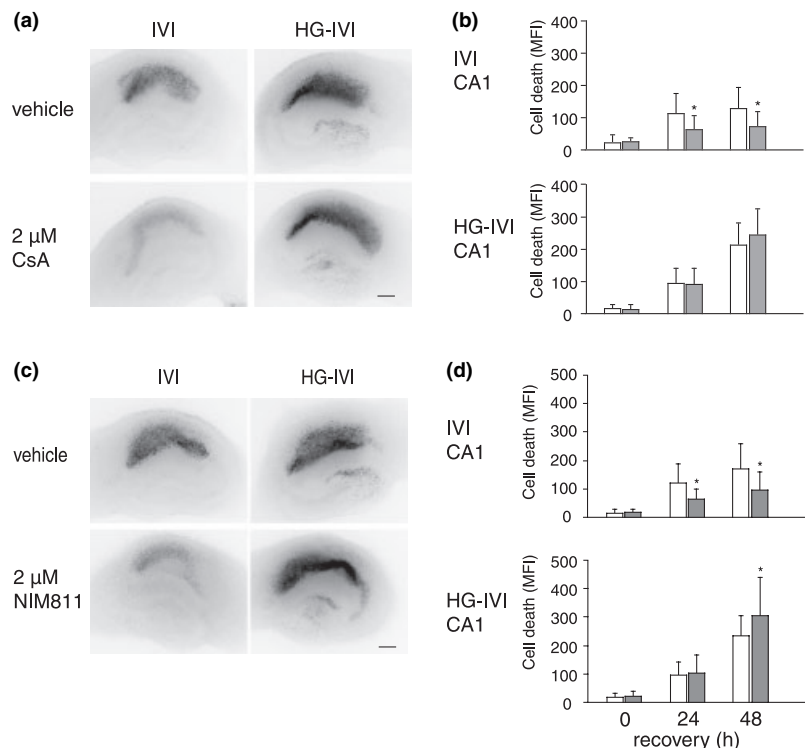 (a)
IVI
HG-IVI
vehicle
2 μM
CsA
(b)
IVI
CA1
Cell death (MFI)
400
300
200
100
0
*
*
HG-IVI
CA1
Cell death (MFI)
400
300
200
100
0
(c)
IVI
HG-IVI
vehicle
2 μM
NIM811
(d)
IVI
CA1
Cell death (MFI)
500
400
300
200
100
0
*
*
HG-IVI
CA1
Cell death (MFI)
500
400
300
200
100
0
*
0
24
48
recovery (h)